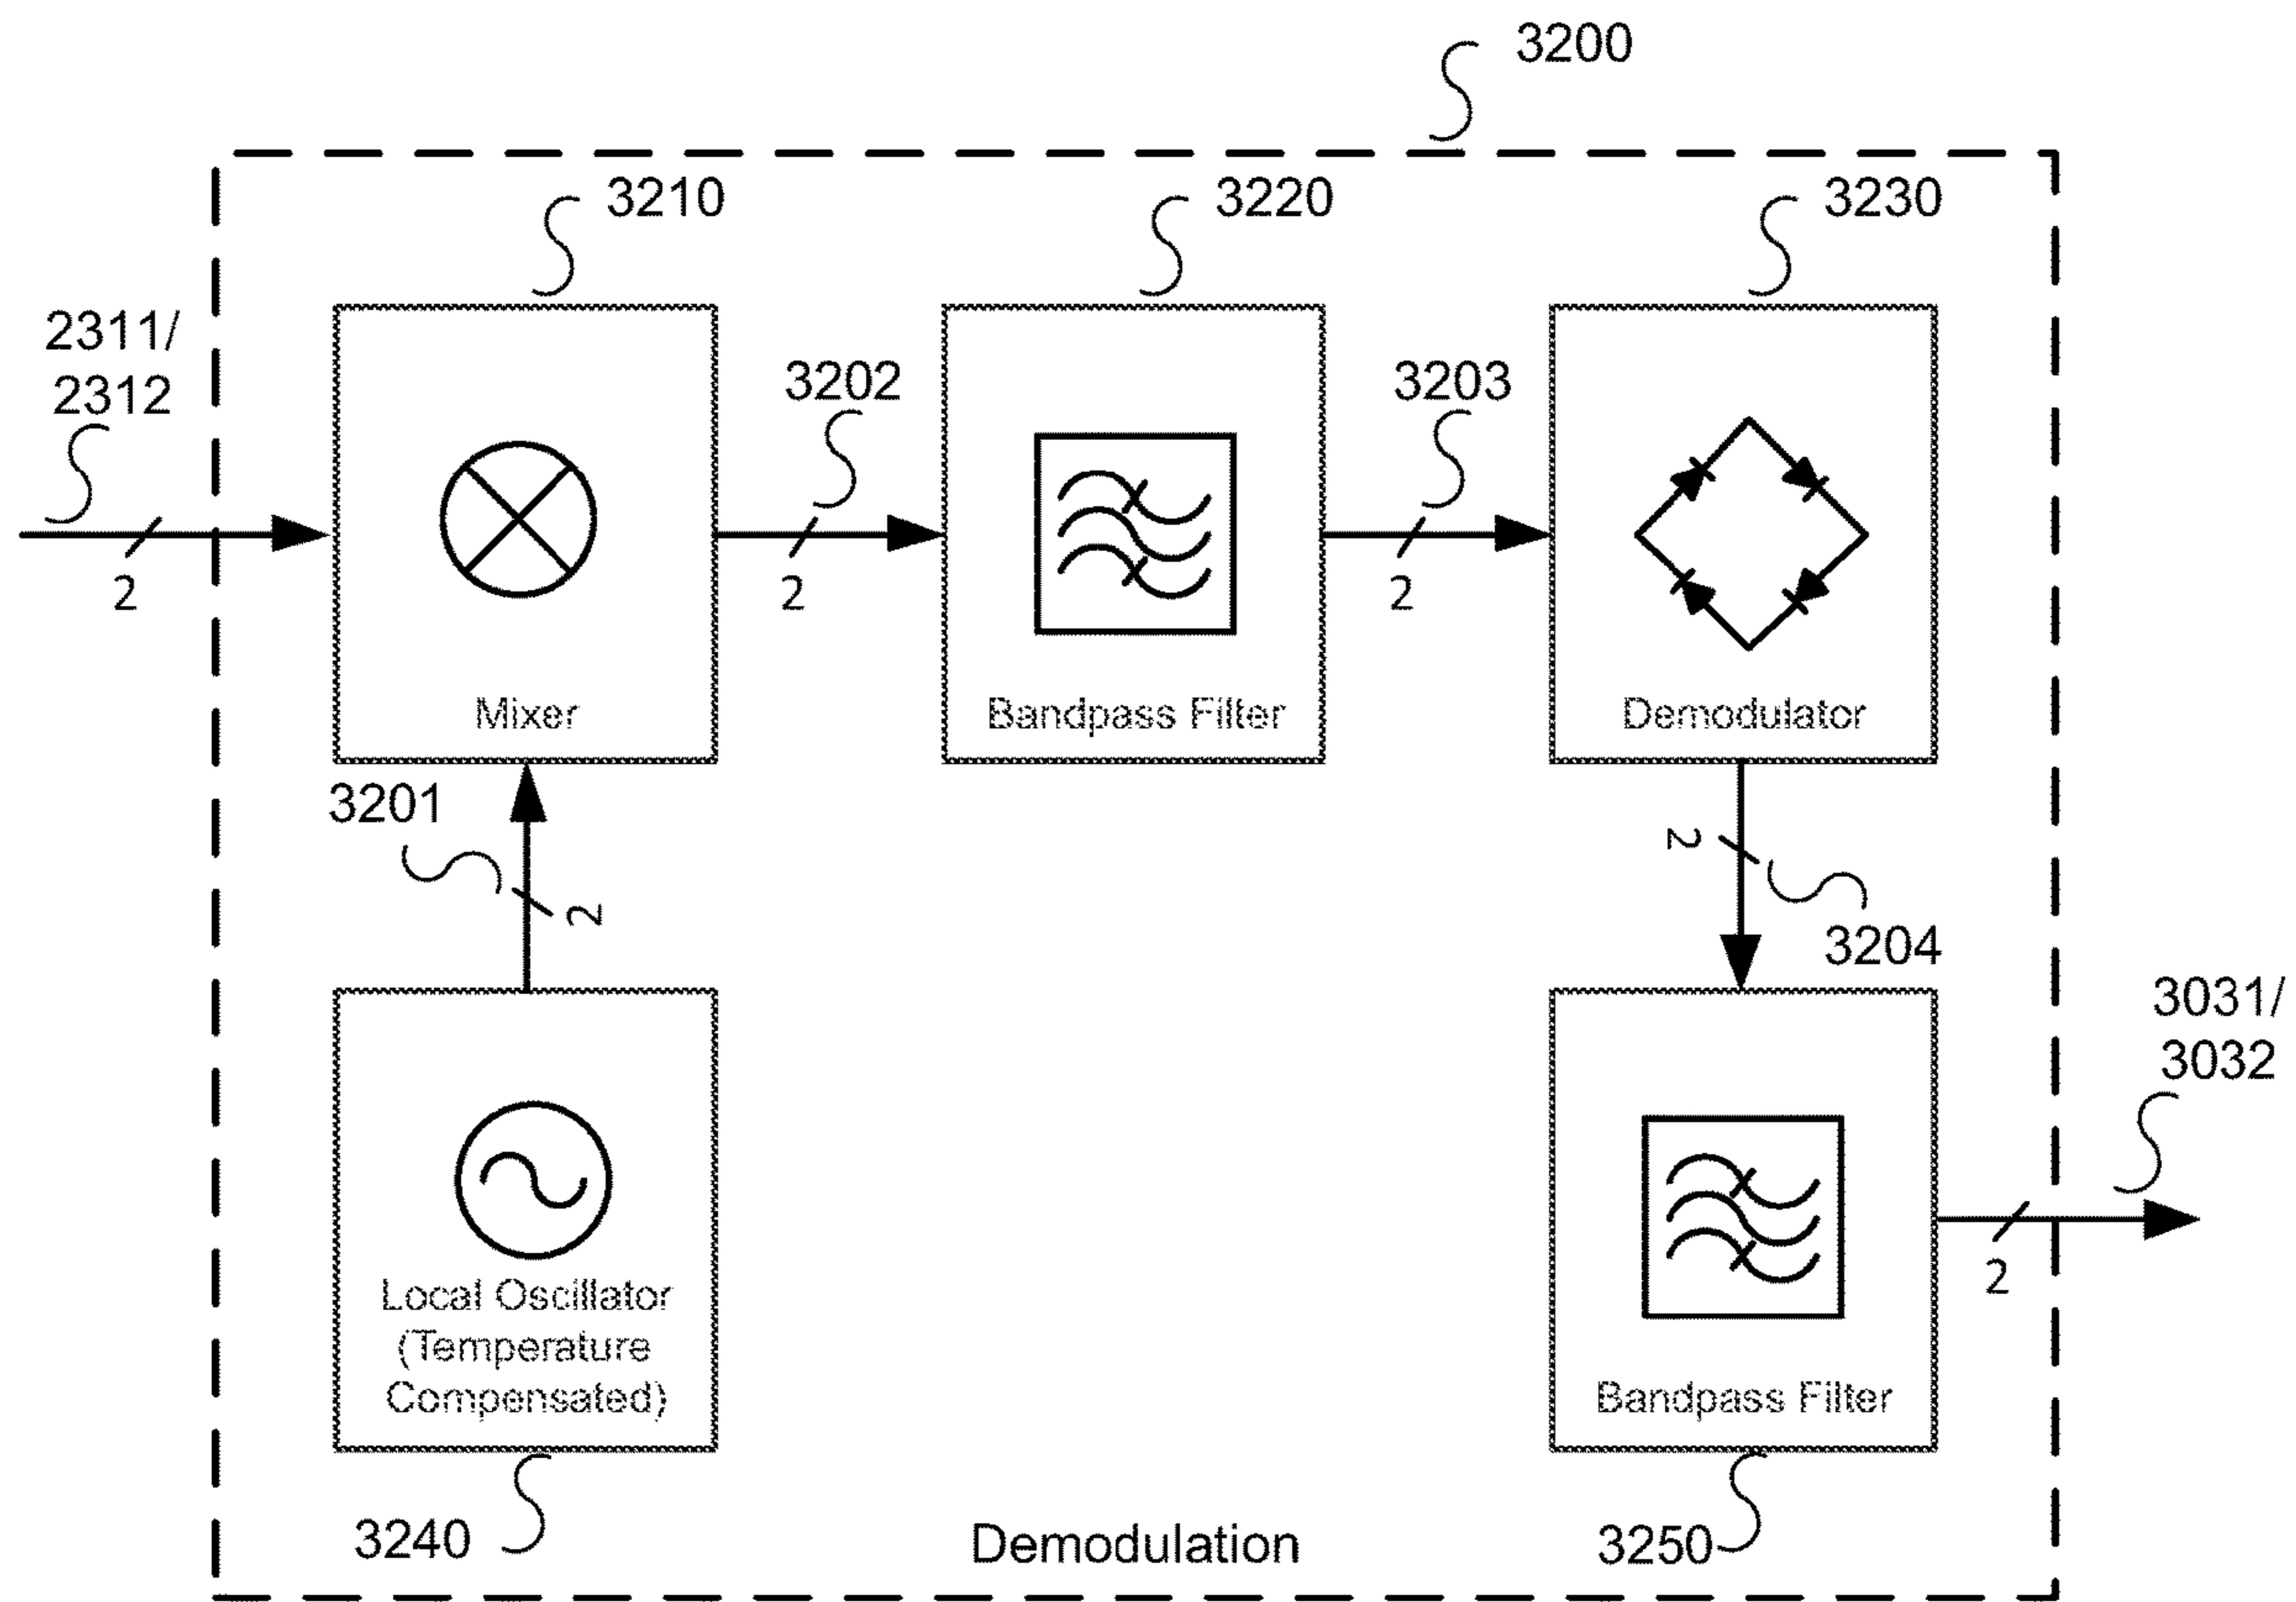 3200
3210
3220
3230
2311/
2312
3202
3203
2
2
2
Mixer
Bandpass Filter
Demodulator
3201
2
2
3204
3031/
3032
Local Oscillator
(Temperature
Compensated)
2
Bandpass Filter
3240
Demodulation
3250